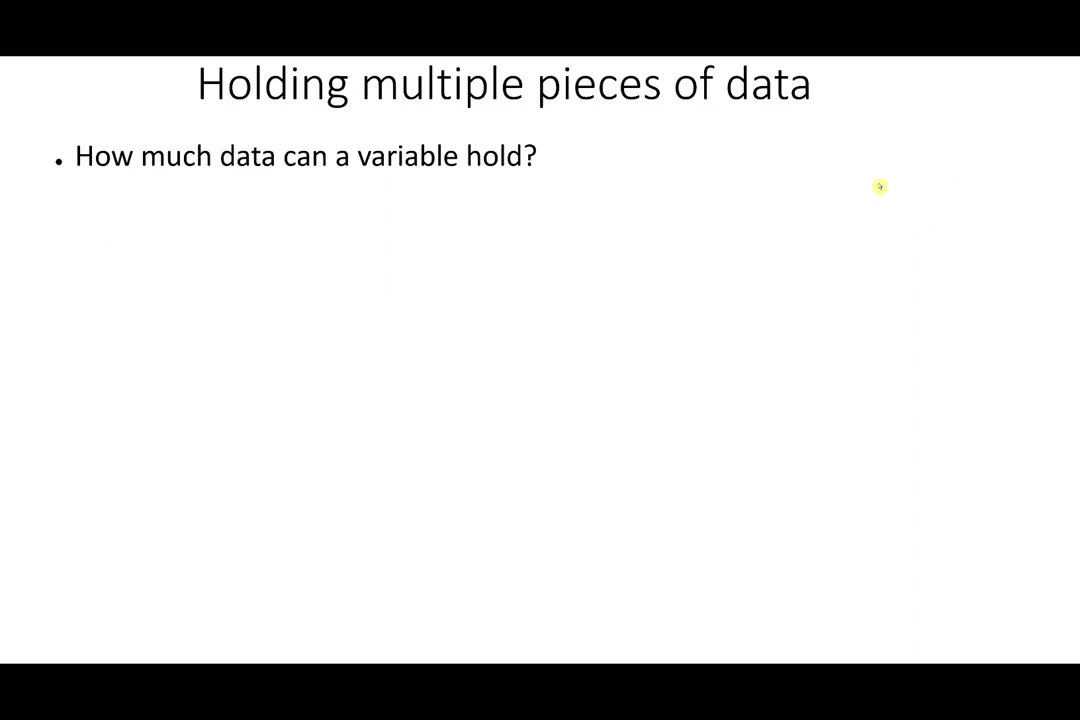 Holding multiple pieces of data
• How much data can a variable hold?